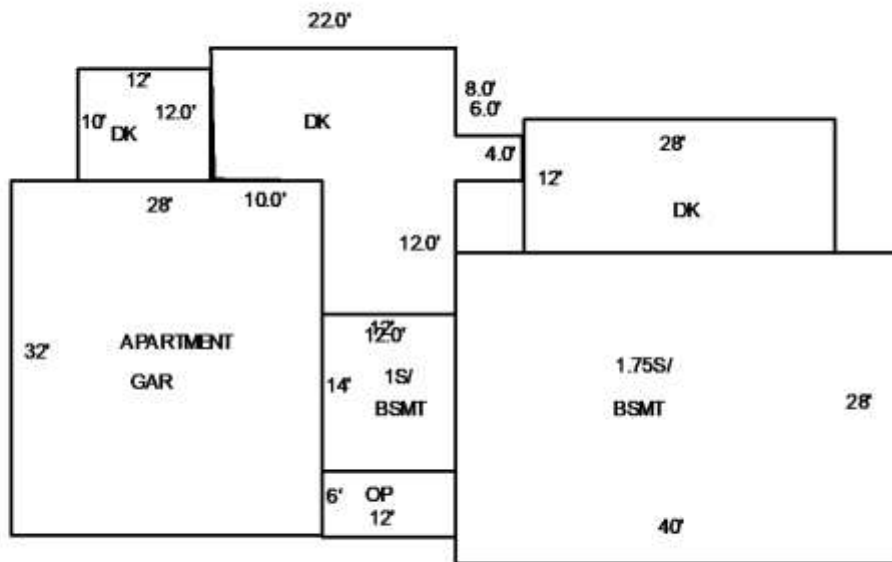 22.0'
12'
10'
12.0'
DK
DK
8.0'
6.0'
4.0'
28'
12'
DK
28'
10.0'
12.0'
32'
APARTMENT
GAR
12'
12.0'
14'
1S/
BSMT
1.75S/
BSMT
28'
6'
OP
12'
40'